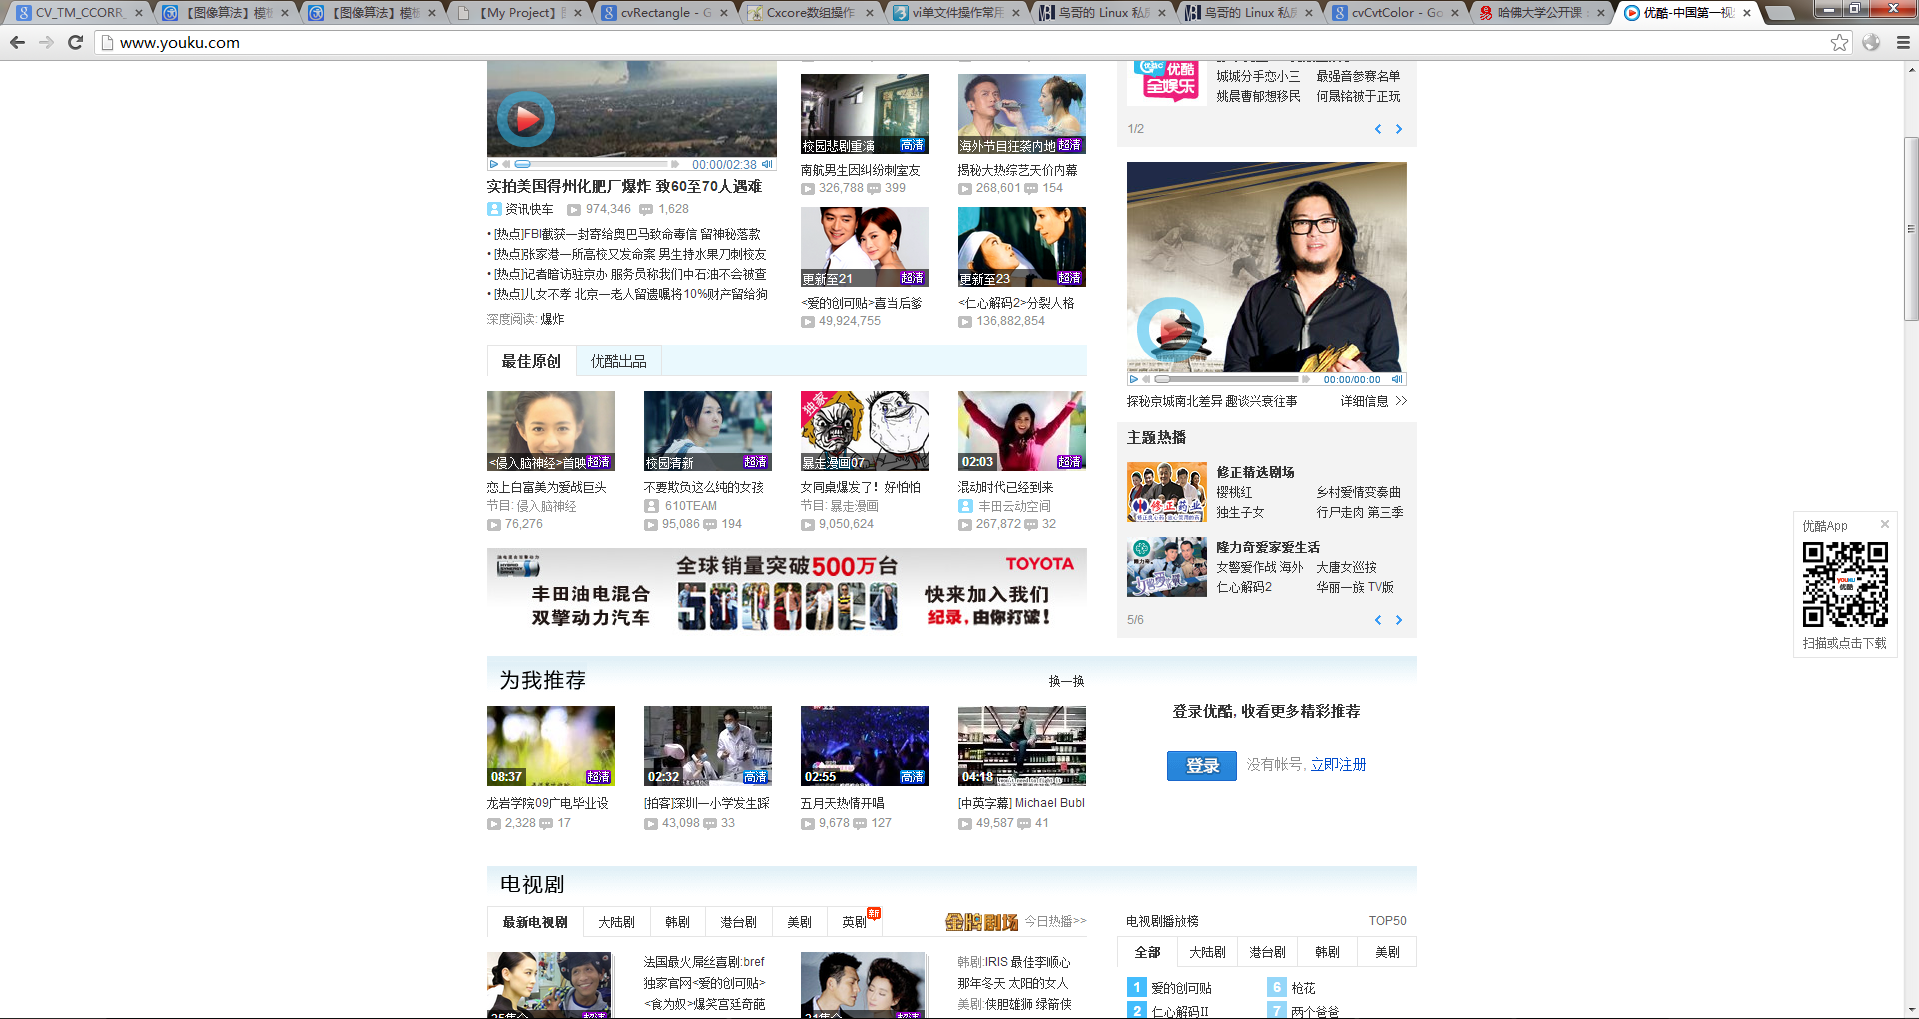 CV_TM_CCORR_
【图像算法】模板
【图像算法】模板
【My Project】
cvRectangle - G
Cxcore数组操作
vi单文件操作常用
鸟哥的 Linux 私房
鸟哥的 Linux 私房
cvCvtColor - Go
哈佛大学公开课:
优酷-中国第一视
www.youku.com
00:00/02:38
实拍美国得州化肥厂爆炸 致60至70人遇难
资讯快车 974,346 1,628
• [热点]FBI截获一封寄给奥巴马致命毒信 留神秘落款
• [热点]张家港一所高校又发命案 男生持水果刀刺校友
• [热点]记者暗访驻京办 服务员称我们中石油不会被查
• [热点]儿女不孝 北京一老人留遗嘱将10%财产留给狗
深度阅读: 爆炸
校园悲剧重演 高清
南航男生因纠纷刺室友
326,788 399
海外节目狂袭内地 超清
揭秘大热综艺天价内幕
268,601 154
更新至21 超清
<爱的创可贴>喜当后爹
49,924,755
更新至23 超清
<仁心解码2>分裂人格
136,882,854
优酷
全娱乐
城城分手恋小三 最强音参赛名单
姚晨曹郁想移民 何晟铭被于正玩
1/2
00:00/00:00
探秘京城南北差异 趣谈兴衰往事 详细信息 >>
最佳原创 优酷出品
<侵入脑神经>首映 超清
恋上白富美为爱战巨头
节目: 侵入脑神经
76,276
校园清新 超清
不要欺负这么纯的女孩
610TEAM
95,086 194
独家
暴走漫画07
女同桌爆发了！好怕怕
节目: 暴走漫画
9,050,624
02:03 超清
混动时代已经到来
丰田云动空间
267,872 32
油电混合双擎动力
HYBRID SYNERGY DRIVE
丰田油电混合
双擎动力汽车
全球销量突破500万台
5000000
TOYOTA
快来加入我们
纪录,由你打破!
主题热播
修正药业
修正精选剧场
樱桃红 乡村爱情变奏曲
独生子女 行尸走肉 第三季
隆力奇
隆力奇爱家爱生活
女警爱作战 海外 大唐女巡按
仁心解码2 华丽一族 TV版
5/6
优酷App
YOUKU
优酷
扫描或点击下载
为我推荐 换一换
08:37 超清
龙岩学院09广电毕业设
2,328 17
02:32 高清
[拍客]深圳一小学发生踩
43,098 33
02:55 高清
五月天热情开唱
9,678 127
04:18
[中英字幕] Michael Bubl
49,587 41
登录优酷, 收看更多精彩推荐
登录 没有帐号, 立即注册
电视剧
最新电视剧 大陆剧 韩剧 港台剧 美剧 英剧 新
金牌剧场 今日热播>>
超清
法国最火屌丝喜剧:bref
独家官网<爱的创可贴>
<食为奴>爆笑宫廷奇葩
超清
韩剧:IRIS 最佳李顺心
那年冬天 太阳的女人
美剧:侠胆雄狮 绿箭侠
电视剧播放榜 TOP50
全部 大陆剧 港台剧 韩剧 美剧
1 爱的创可贴 6 枪花
2 仁心解码II 7 两个爸爸